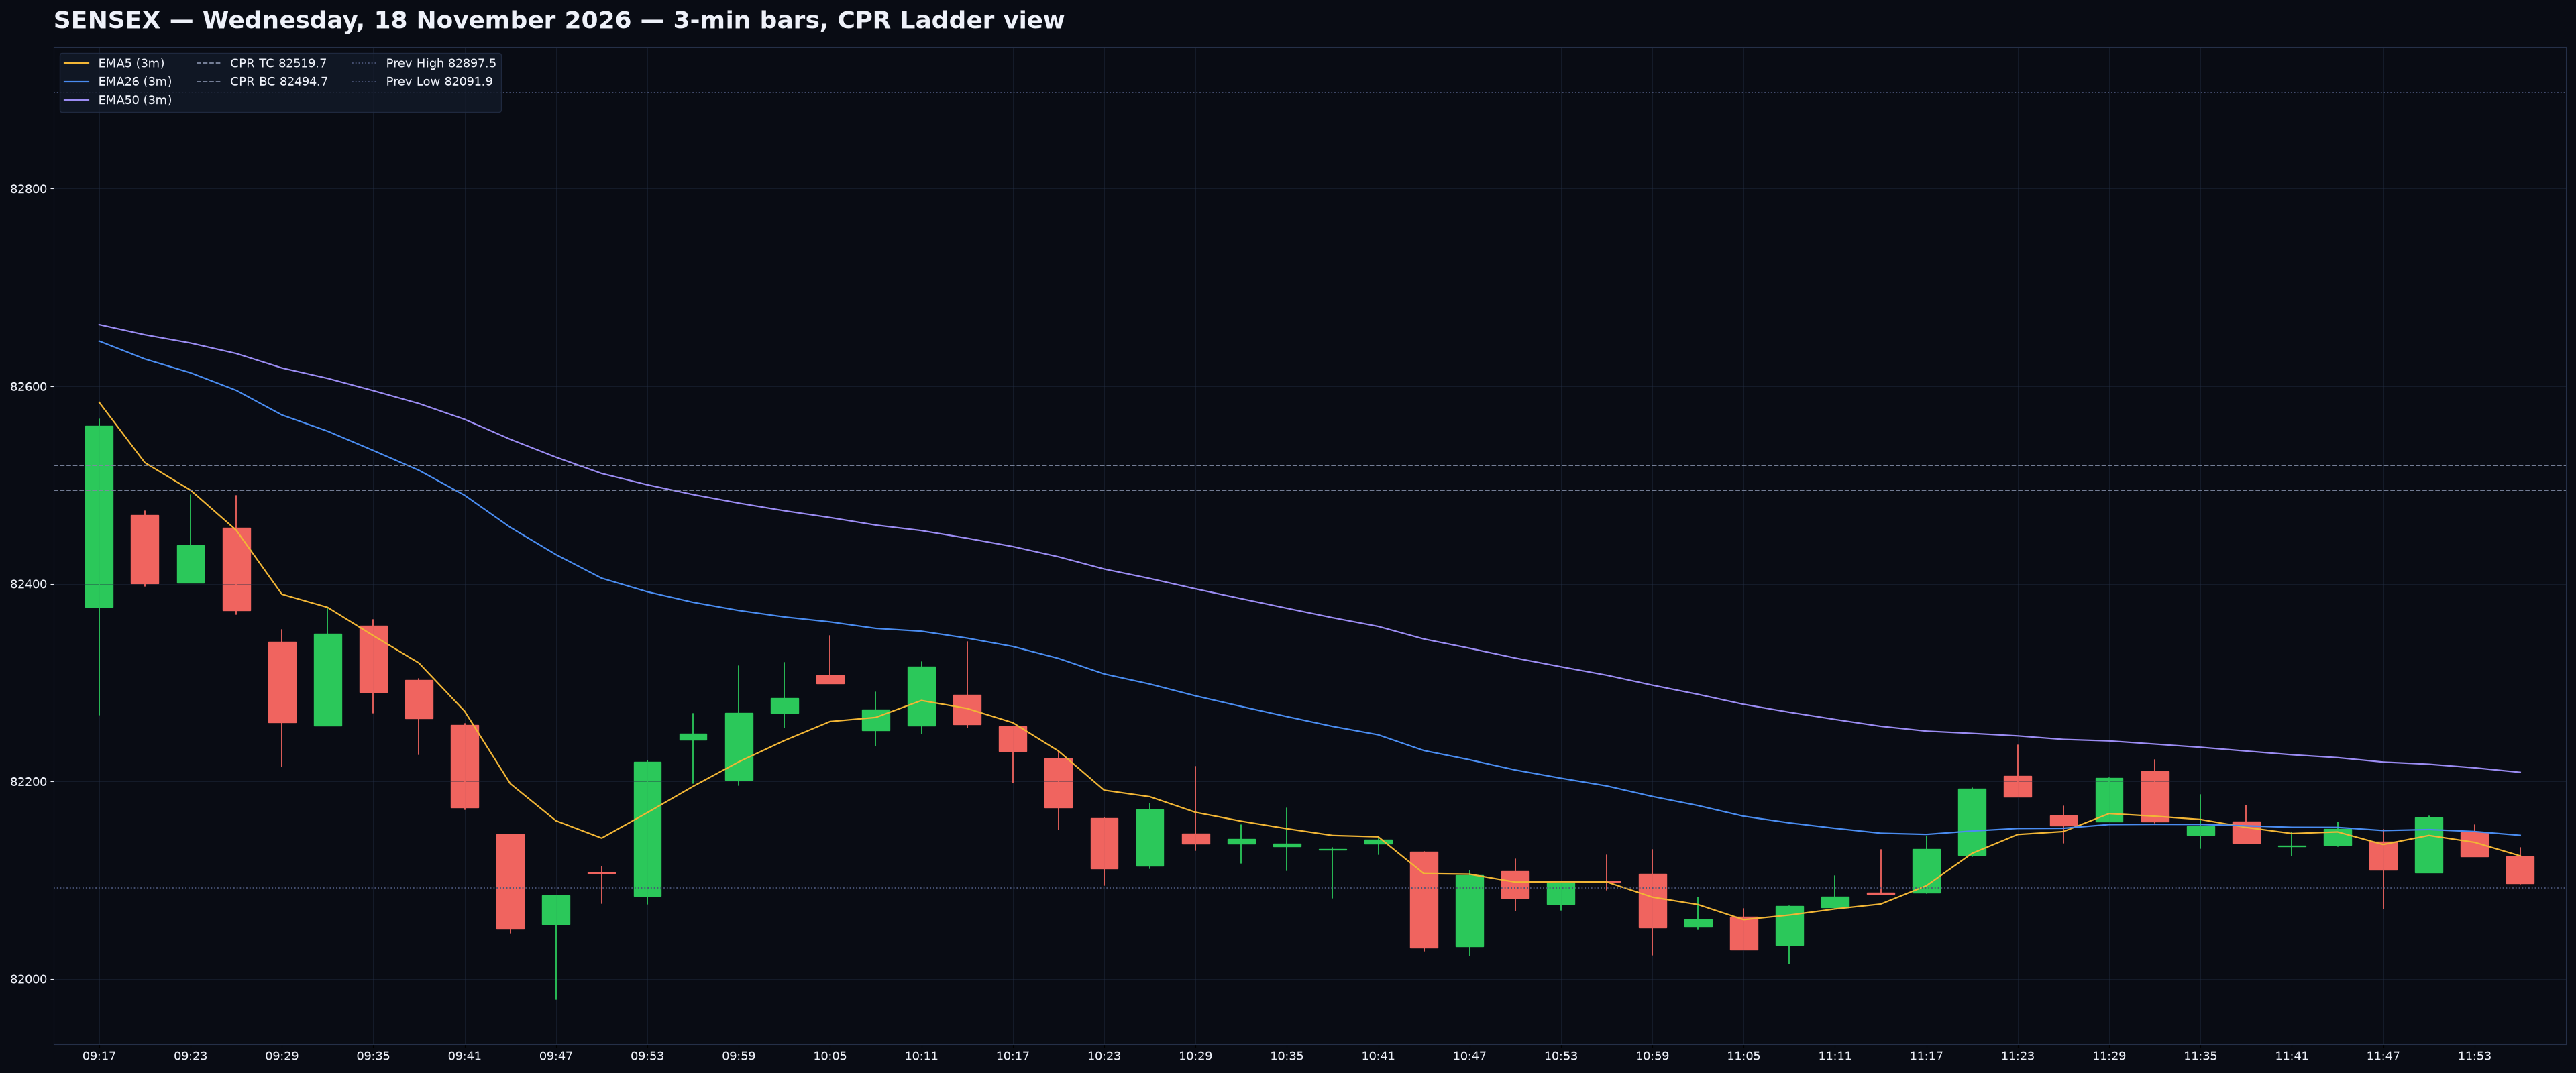 SENSEX — Wednesday, 18 November 2026 — 3-min bars, CPR Ladder view
EMA5 (3m) CPR TC 82519.7 Prev High 82897.5
EMA26 (3m) CPR BC 82494.7 Prev Low 82091.9
EMA50 (3m)
82800
82600
82400
82200
82000
09:17 09:23 09:29 09:35 09:41 09:47 09:53 09:59 10:05 10:11 10:17 10:23 10:29 10:35 10:41 10:47 10:53 10:59 11:05 11:11 11:17 11:23 11:29 11:35 11:41 11:47 11:53